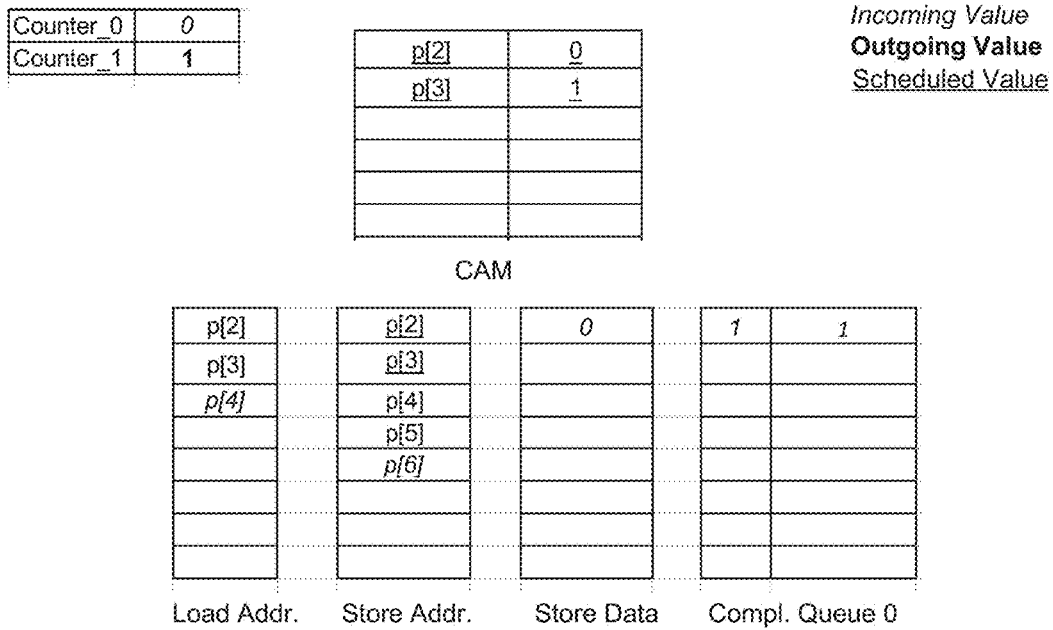 Counter_0 0
Counter_1 1
Incoming Value
Outgoing Value
Scheduled Value
p[2] 0
p[3] 1
CAM
p[2] p[2] 0 1 1
p[3] p[3]
p[4] p[4]
p[5]
p[6]
Load Addr. Store Addr. Store Data Compl. Queue 0